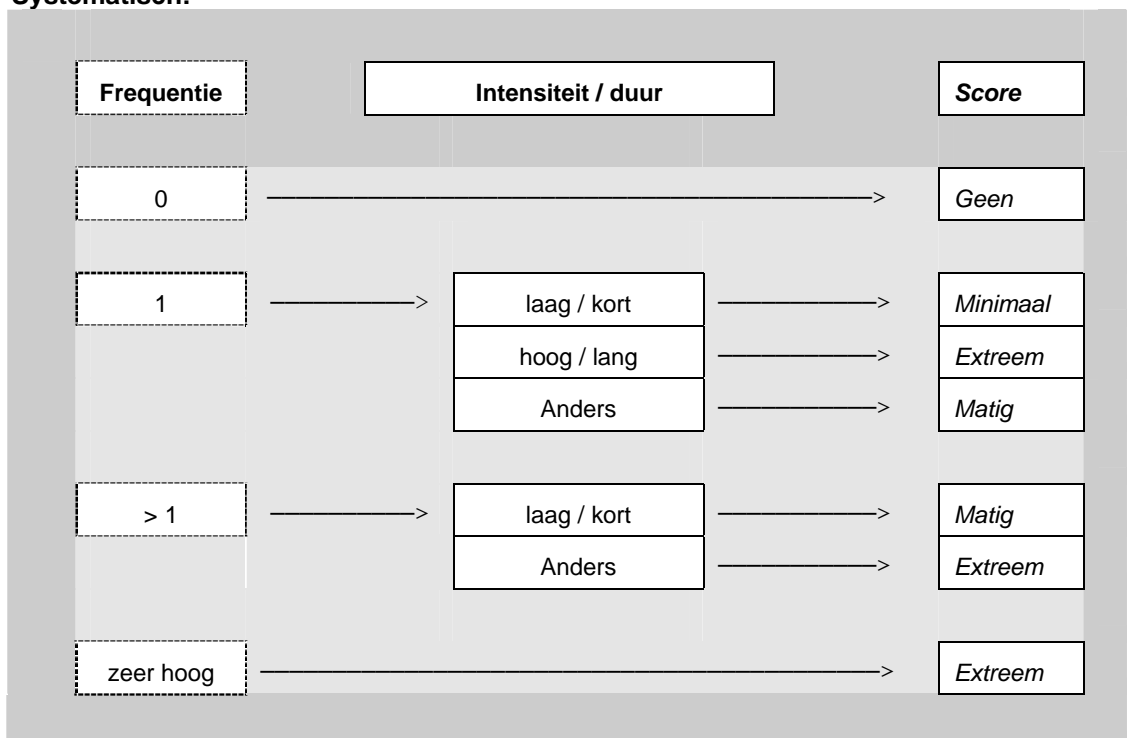 Systematisch:
Frequentie Intensiteit / duur Score
0 Geen
1 laag / kort Minimaal
hoog / lang Extreem
Anders Matig
> 1 laag / kort Matig
Anders Extreem
zeer hoog Extreem